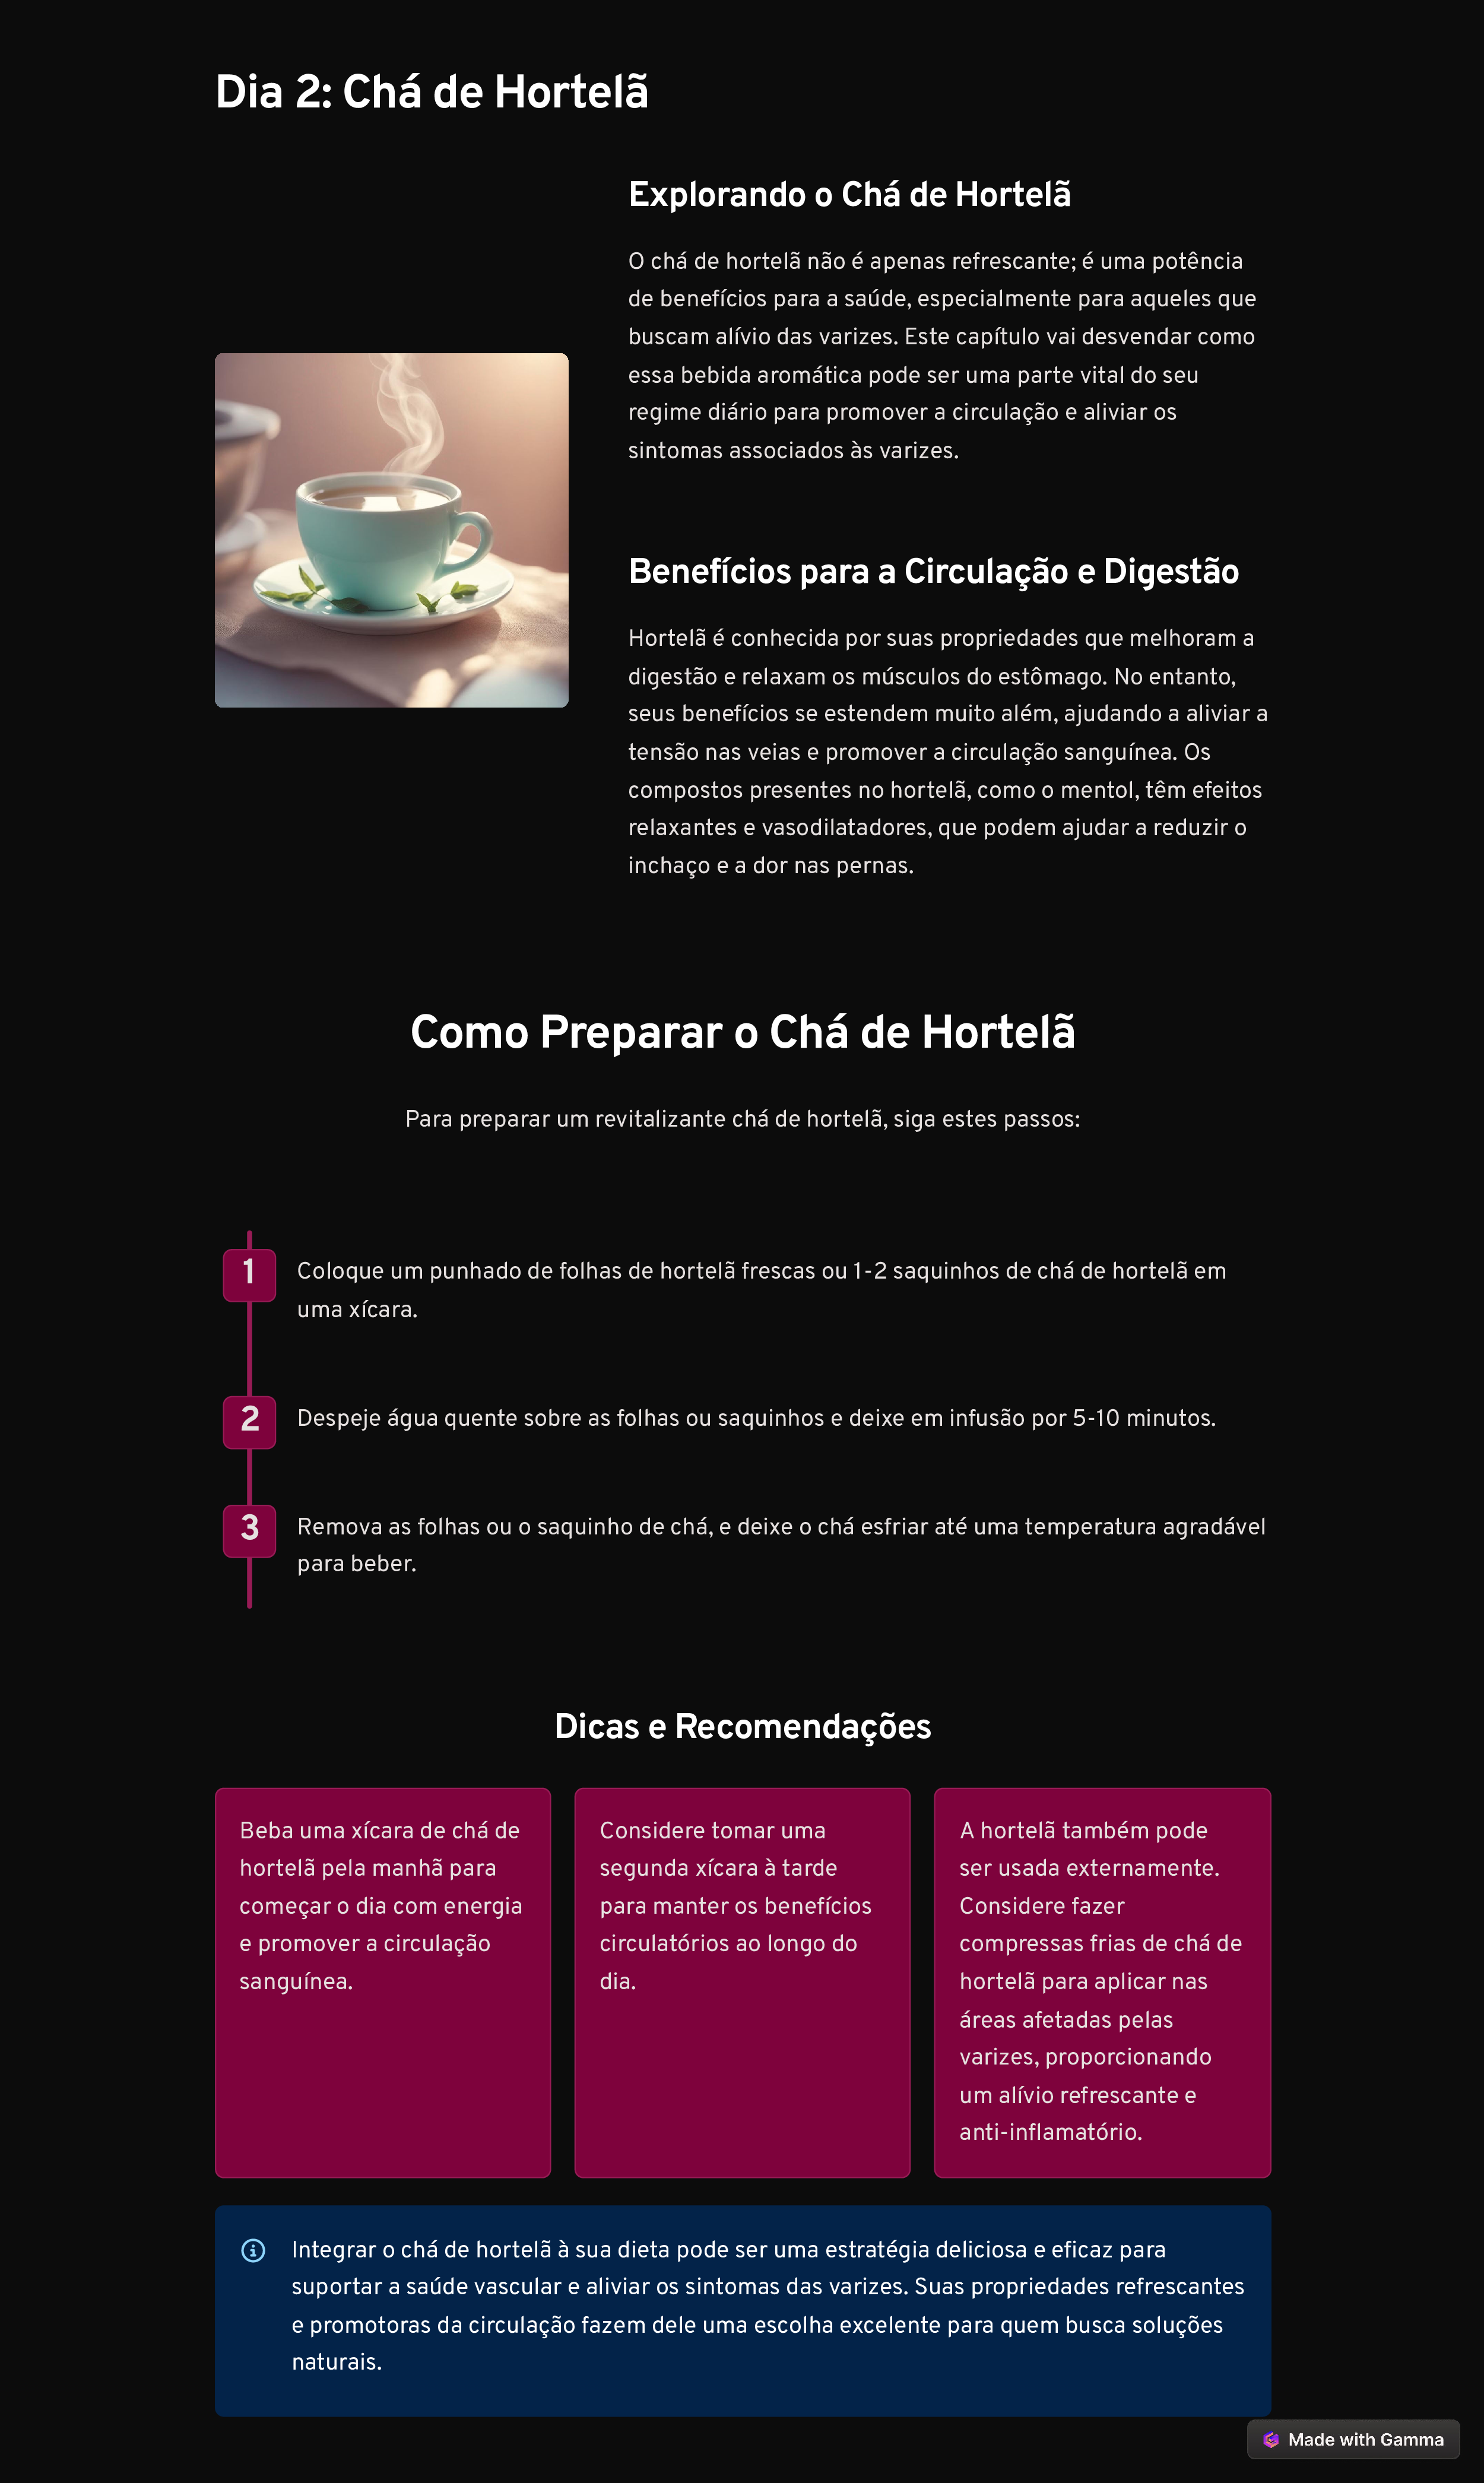 Dia 2: Chá de Hortelã
Explorando o Chá de Hortelã
O chá de hortelã não é apenas refrescante; é uma potência
de benefícios para a saúde, especialmente para aqueles que
buscam alívio das varizes. Este capítulo vai desvendar como
essa bebida aromática pode ser uma parte vital do seu
regime diário para promover a circulação e aliviar os
sintomas associados às varizes.
Benefícios para a Circulação e Digestão
Hortelã é conhecida por suas propriedades que melhoram a
digestão e relaxam os músculos do estômago. No entanto,
seus benefícios se estendem muito além, ajudando a aliviar a
tensão nas veias e promover a circulação sanguínea. Os
compostos presentes no hortelã, como o mentol, têm efeitos
relaxantes e vasodilatadores, que podem ajudar a reduzir o
inchaço e a dor nas pernas.
Como Preparar o Chá de Hortelã
Para preparar um revitalizante chá de hortelã, siga estes passos:
1
Coloque um punhado de folhas de hortelã frescas ou 1-2 saquinhos de chá de hortelã em
uma xícara.
2
Despeje água quente sobre as folhas ou saquinhos e deixe em infusão por 5-10 minutos.
3
Remova as folhas ou o saquinho de chá, e deixe o chá esfriar até uma temperatura agradável
para beber.
Dicas e Recomendações
Beba uma xícara de chá de
hortelã pela manhã para
começar o dia com energia
e promover a circulação
sanguínea.
Considere tomar uma
segunda xícara à tarde
para manter os benefícios
circulatórios ao longo do
dia.
A hortelã também pode
ser usada externamente.
Considere fazer
compressas frias de chá de
hortelã para aplicar nas
áreas afetadas pelas
varizes, proporcionando
um alívio refrescante e
anti-inflamatório.
Integrar o chá de hortelã à sua dieta pode ser uma estratégia deliciosa e eficaz para
suportar a saúde vascular e aliviar os sintomas das varizes. Suas propriedades refrescantes
e promotoras da circulação fazem dele uma escolha excelente para quem busca soluções
naturais.
Made with Gamma